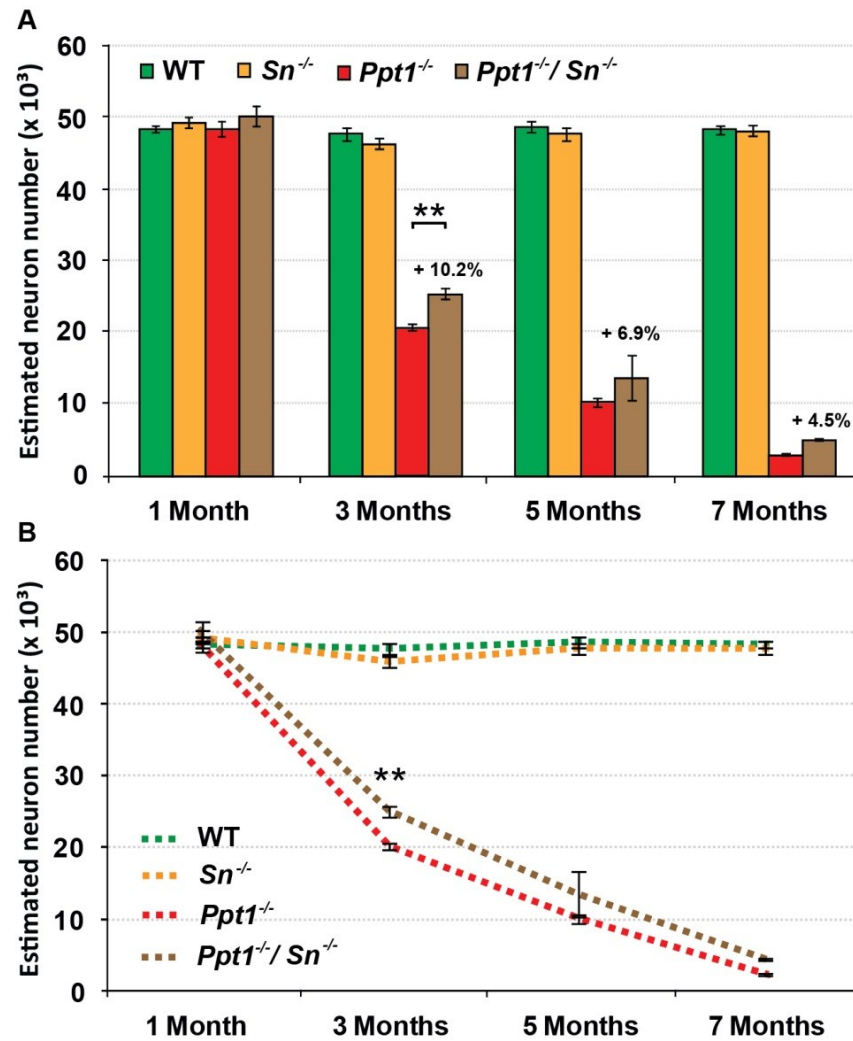 A
Estimated neuron number (x 10³)
60
50
40
30
20
10
0
WT Sn-/- Ppt1-/- Ppt1-/-/ Sn-/-
**
+ 10.2%
+ 6.9%
+ 4.5%
1 Month 3 Months 5 Months 7 Months
B
Estimated neuron number (x 10³)
60
50
40
30
20
10
0
**
WT
Sn-/-
Ppt1-/-
Ppt1-/-/ Sn-/-
1 Month 3 Months 5 Months 7 Months